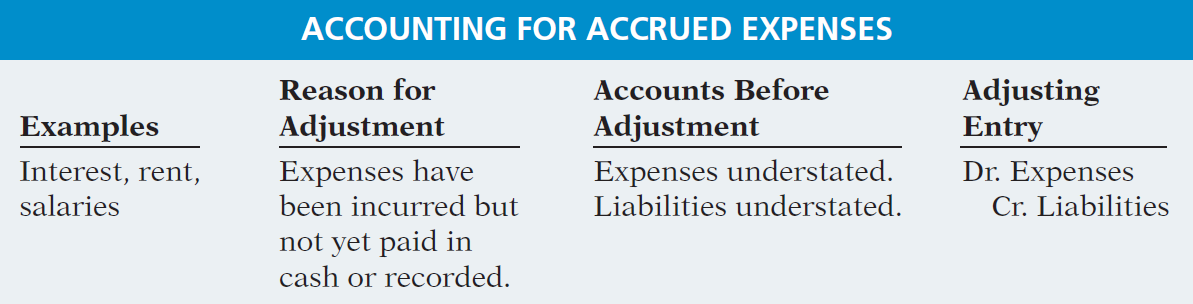 ACCOUNTING FOR ACCRUED EXPENSES
Examples
Reason for
Adjustment
Accounts Before
Adjustment
Adjusting
Entry
Interest, rent,
salaries
Expenses have
been incurred but
not yet paid in
cash or recorded.
Expenses understated.
Liabilities understated.
Dr. Expenses
Cr. Liabilities